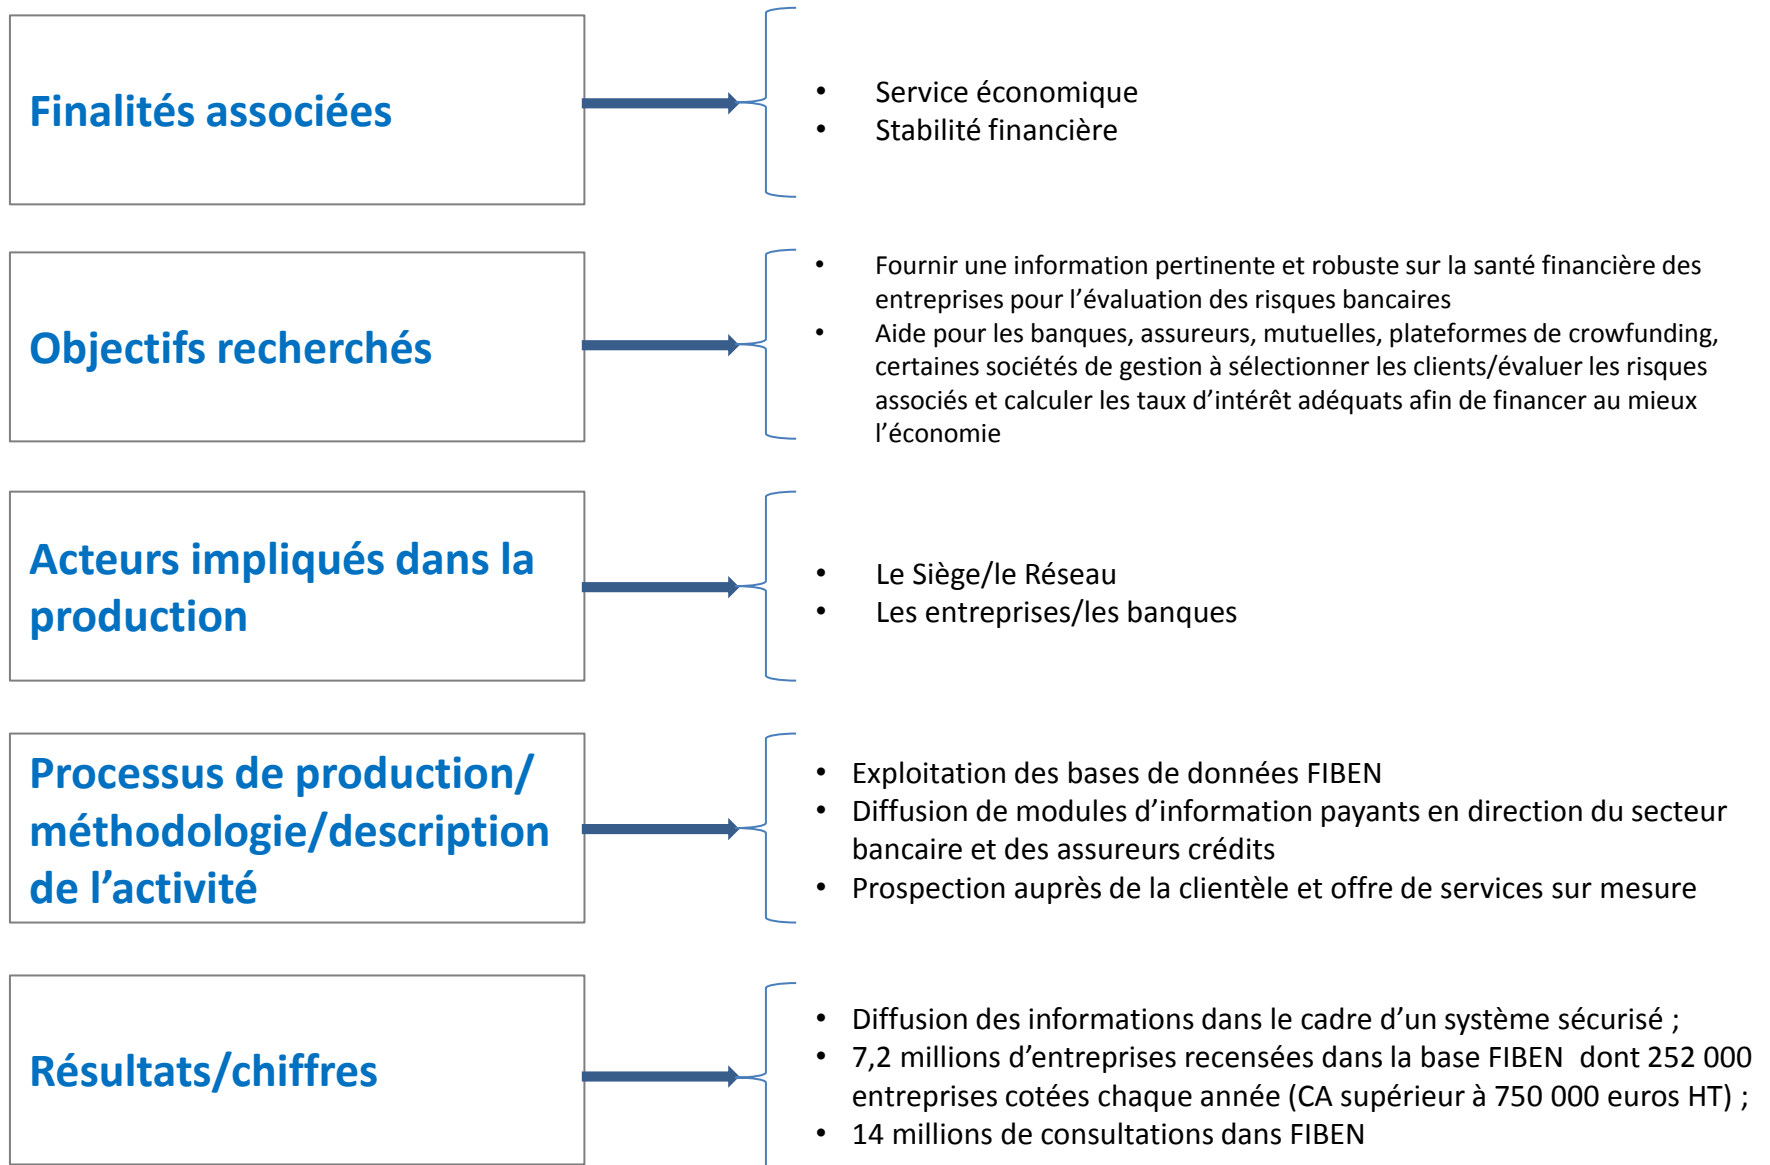 Finalités associées
• Service économique
• Stabilité financière
Objectifs recherchés
• Fournir une information pertinente et robuste sur la santé financière des
entreprises pour l’évaluation des risques bancaires
• Aide pour les banques, assureurs, mutuelles, plateformes de crowfunding,
certaines sociétés de gestion à sélectionner les clients/évaluer les risques
associés et calculer les taux d’intérêt adéquats afin de financer au mieux
l’économie
Acteurs impliqués dans la
production
• Le Siège/le Réseau
• Les entreprises/les banques
Processus de production/
méthodologie/description
de l’activité
• Exploitation des bases de données FIBEN
• Diffusion de modules d’information payants en direction du secteur
bancaire et des assureurs crédits
• Prospection auprès de la clientèle et offre de services sur mesure
Résultats/chiffres
• Diffusion des informations dans le cadre d’un système sécurisé ;
• 7,2 millions d’entreprises recensées dans la base FIBEN dont 252 000
entreprises cotées chaque année (CA supérieur à 750 000 euros HT) ;
• 14 millions de consultations dans FIBEN